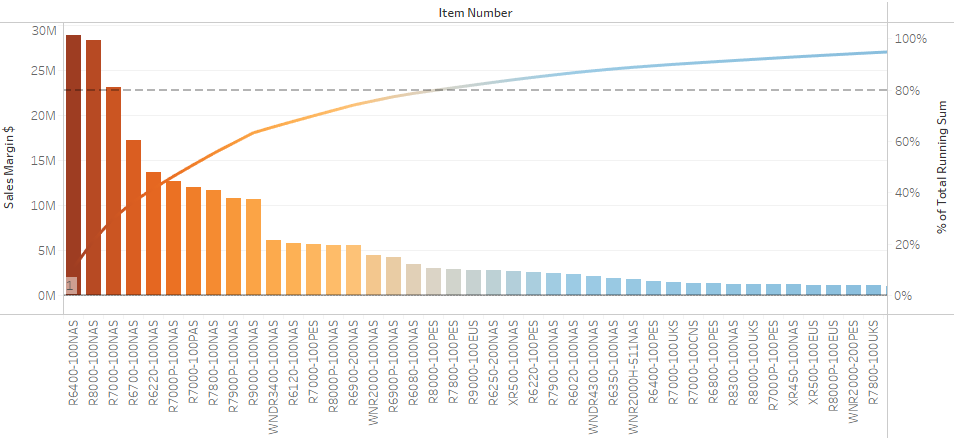 Item Number
30M
25M
20M
15M
10M
5M
0M
Sales Margin $
1
100%
80%
60%
40%
20%
0%
% of Total Running Sum
R6400-100NAS
R8000-100NAS
R7000-100NAS
R6700-100NAS
R6220-100NAS
R7000P-100NAS
R7000-100PAS
R7800-100NAS
R7900P-100NAS
R9000-100NAS
WNDR3400-100NAS
R6120-100NAS
R7000-100PES
R8000P-100NAS
R6900-200NAS
WNR2000-100NAS
R6900P-100NAS
R6080-100NAS
R8000-100PES
R7800-100PES
R9000-100EUS
R6250-200NAS
XR500-100NAS
R6220-100PES
R7900-100NAS
R6020-100NAS
WNDR4300-100NAS
R6350-100NAS
WNR2000H-511NAS
R6400-100PES
R7000-100UKS
R7000-100CNS
R6800-100PES
R8300-100NAS
R8000-100UKS
R7000P-100PES
XR450-100NAS
XR500-100EUS
R8000P-100EUS
WNR2000-200PES
R7800-100UKS